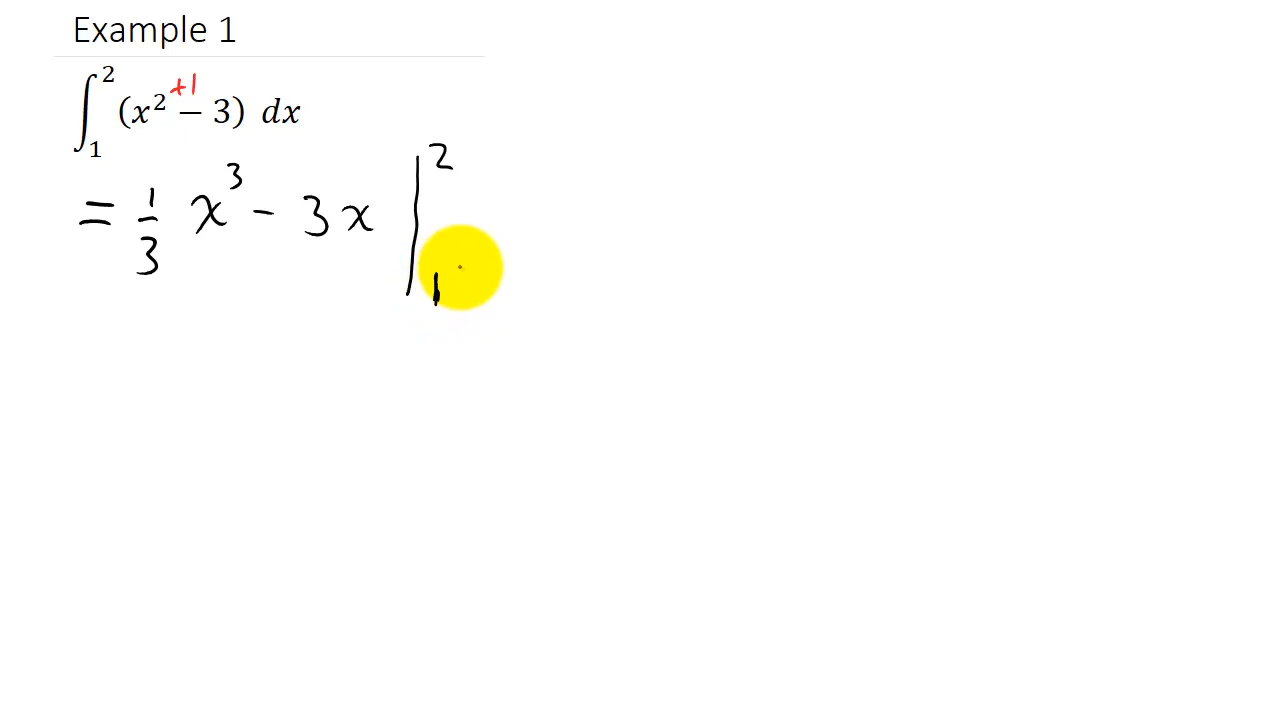 Example 1
∫₁² (x² − 3) dx
+1
= 1/3 x³ − 3x |₁²